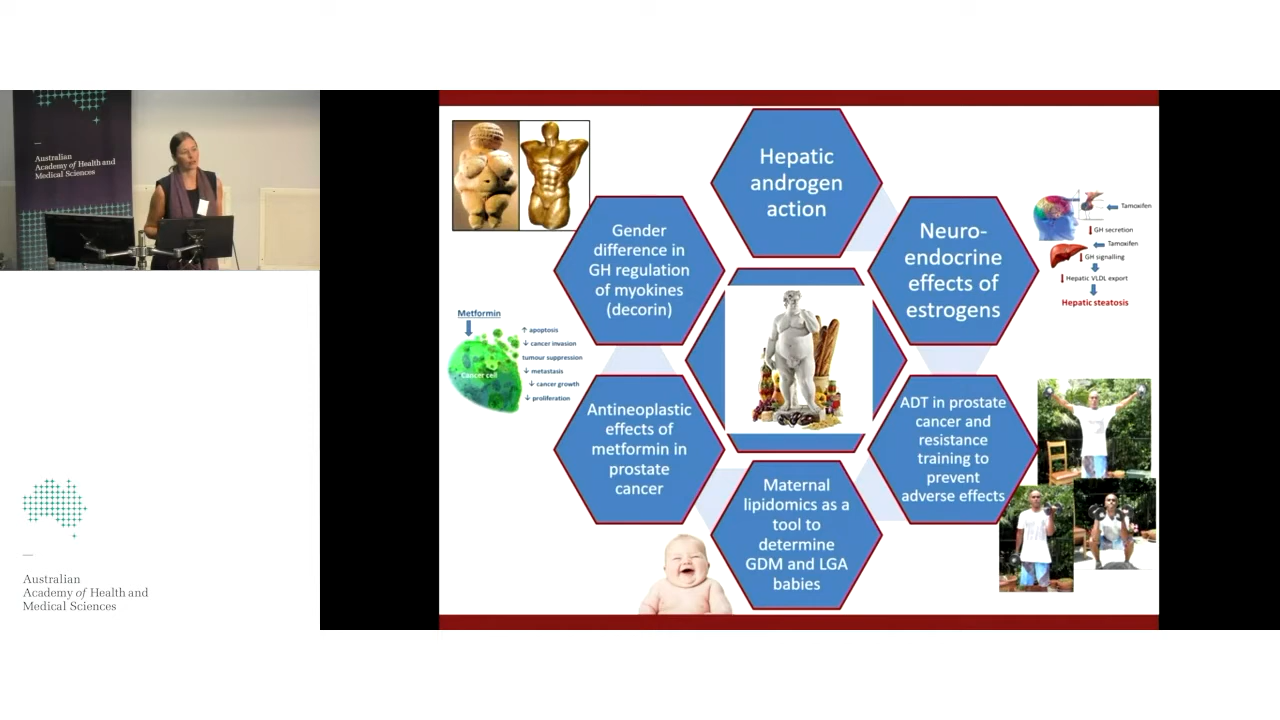 Australian
Academy of Health and
Medical Sciences
Australian
Academy of Health and
Medical Sciences
Hepatic
androgen
action
Gender
difference in
GH regulation
of myokines
(decorin)
Neuro-
endocrine
effects of
estrogens
Tamoxifen
GH secretion
Tamoxifen
GH signalling
Hepatic VLDL export
Hepatic steatosis
Metformin
Cancer cell
↑ apoptosis
↓ cancer invasion
tumour suppression
↓ metastasis
↓ cancer growth
↓ proliferation
Antineoplastic
effects of
metformin in
prostate
cancer
ADT in prostate
cancer and
resistance
training to
prevent
adverse effects
Maternal
lipidomics as a
tool to
determine
GDM and LGA
babies